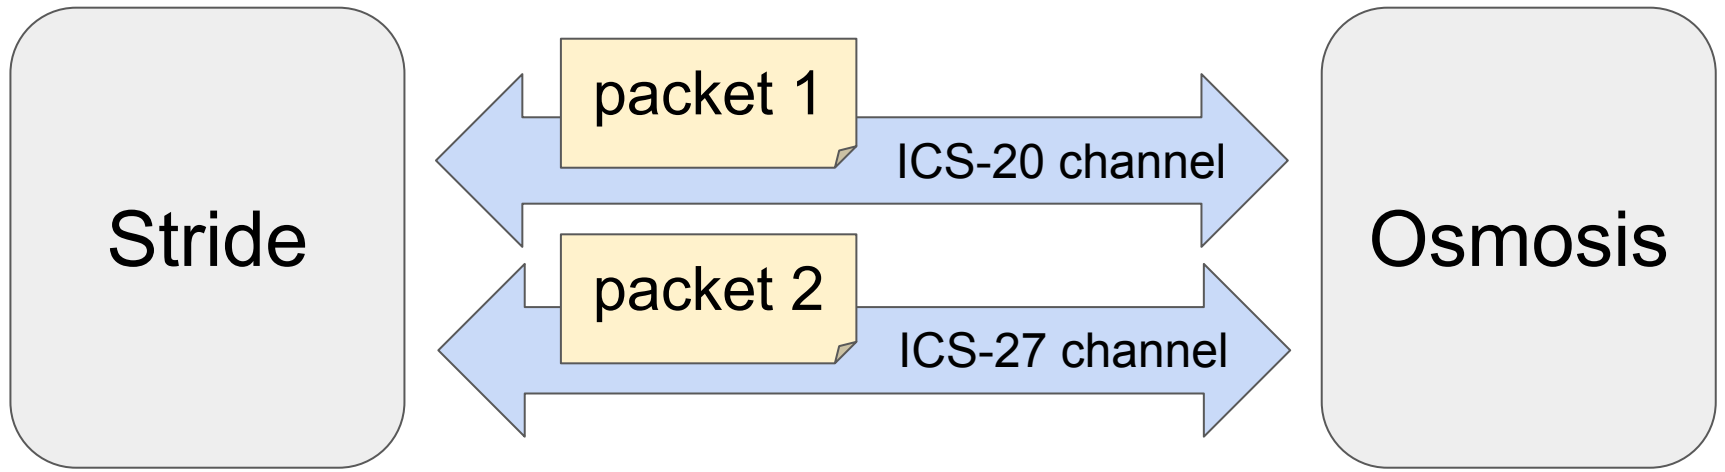 Stride
packet 1
ICS-20 channel
packet 2
ICS-27 channel
Osmosis